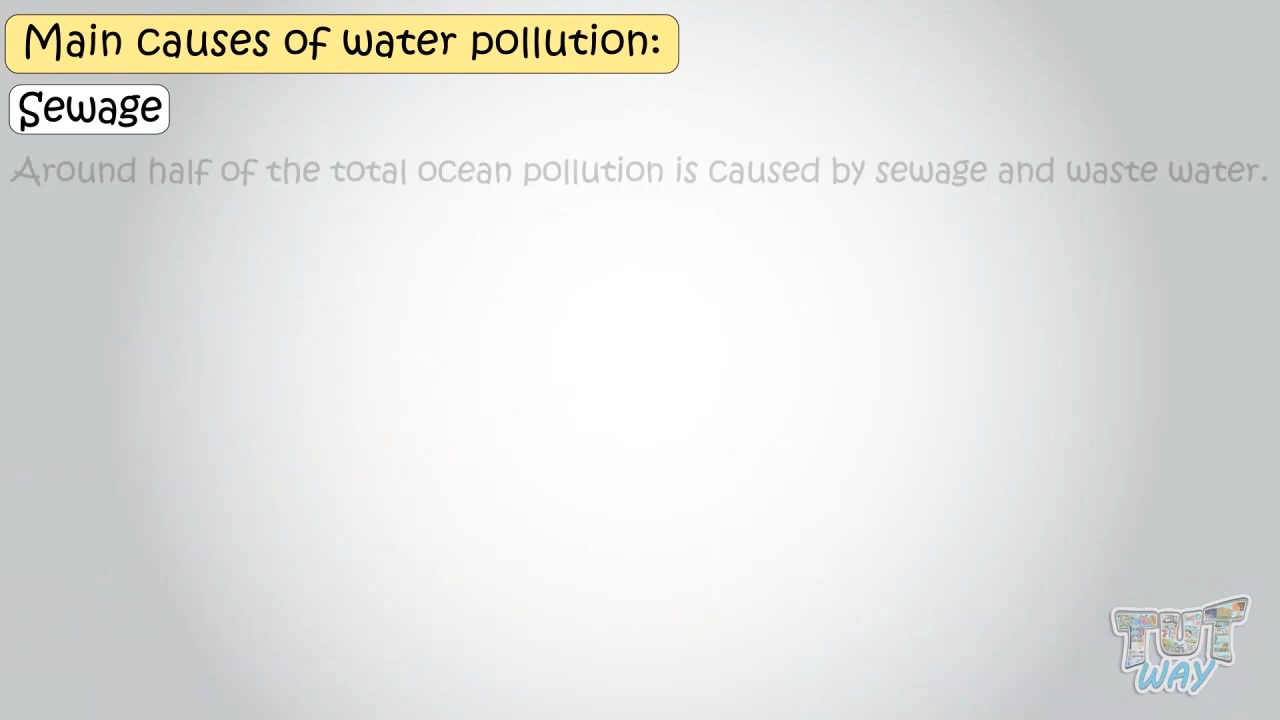 Main causes of water pollution:
Sewage
Around half of the total ocean pollution is caused by sewage and waste water.
TUT
WAY